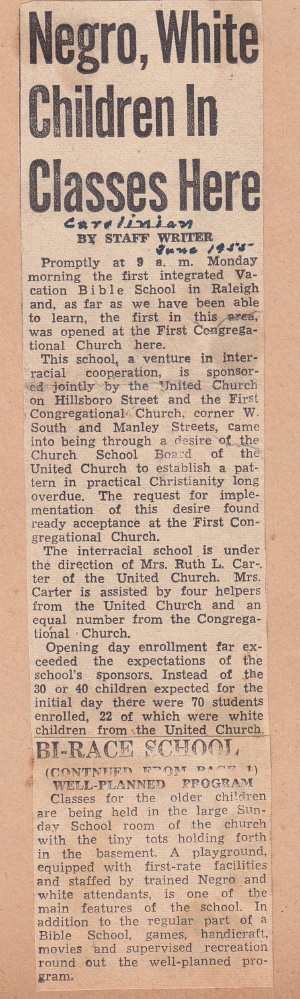 Negro, White
Children In
Classes Here
Carolinian
BY STAFF WRITER
June 1955
Promptly at 9 a. m. Monday
morning the first integrated Va-
cation Bible School in Raleigh
and, as far as we have been able
to learn, the first in this area,
was opened at the First Congrega-
tional Church here.
This school, a venture in inter-
racial cooperation, is sponsor-
ed jointly by the United Church
on Hillsboro Street and the First
Congregational Church, corner W.
South and Manley Streets, came
into being through a desire of the
Church School Board of the
United Church to establish a pat-
tern in practical Christianity long
overdue. The request for imple-
mentation of this desire found
ready acceptance at the First Con-
gregational Church.
The interracial school is under
the direction of Mrs. Ruth L. Car-
ter of the United Church. Mrs.
Carter is assisted by four helpers
from the United Church and an
equal number from the Congrega-
tional Church.
Opening day enrollment far ex-
ceeded the expectations of the
school's sponsors. Instead of the
30 or 40 children expected for the
initial day there were 70 students
enrolled, 22 of which were white
children from the United Church.
BI-RACE SCHOOL
(CONTNUED FROM PAGE 1)
WELL-PLANNED PROGRAM
Classes for the older children
are being held in the large Sun-
day School room of the church
with the tiny tots holding forth
in the basement. A playground,
equipped with first-rate facilities
and staffed by trained Negro and
white attendants, is one of the
main features of the school. In
addition to the regular part of a
Bible School, games, handicraft,
movies and supervised recreation
round out the well-planned pro-
gram.